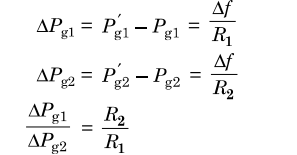 ΔP_g1 = P′_g1 − P_g1 = Δf / R_1
ΔP_g2 = P′_g2 − P_g2 = Δf / R_2
ΔP_g1 / ΔP_g2 = R_2 / R_1